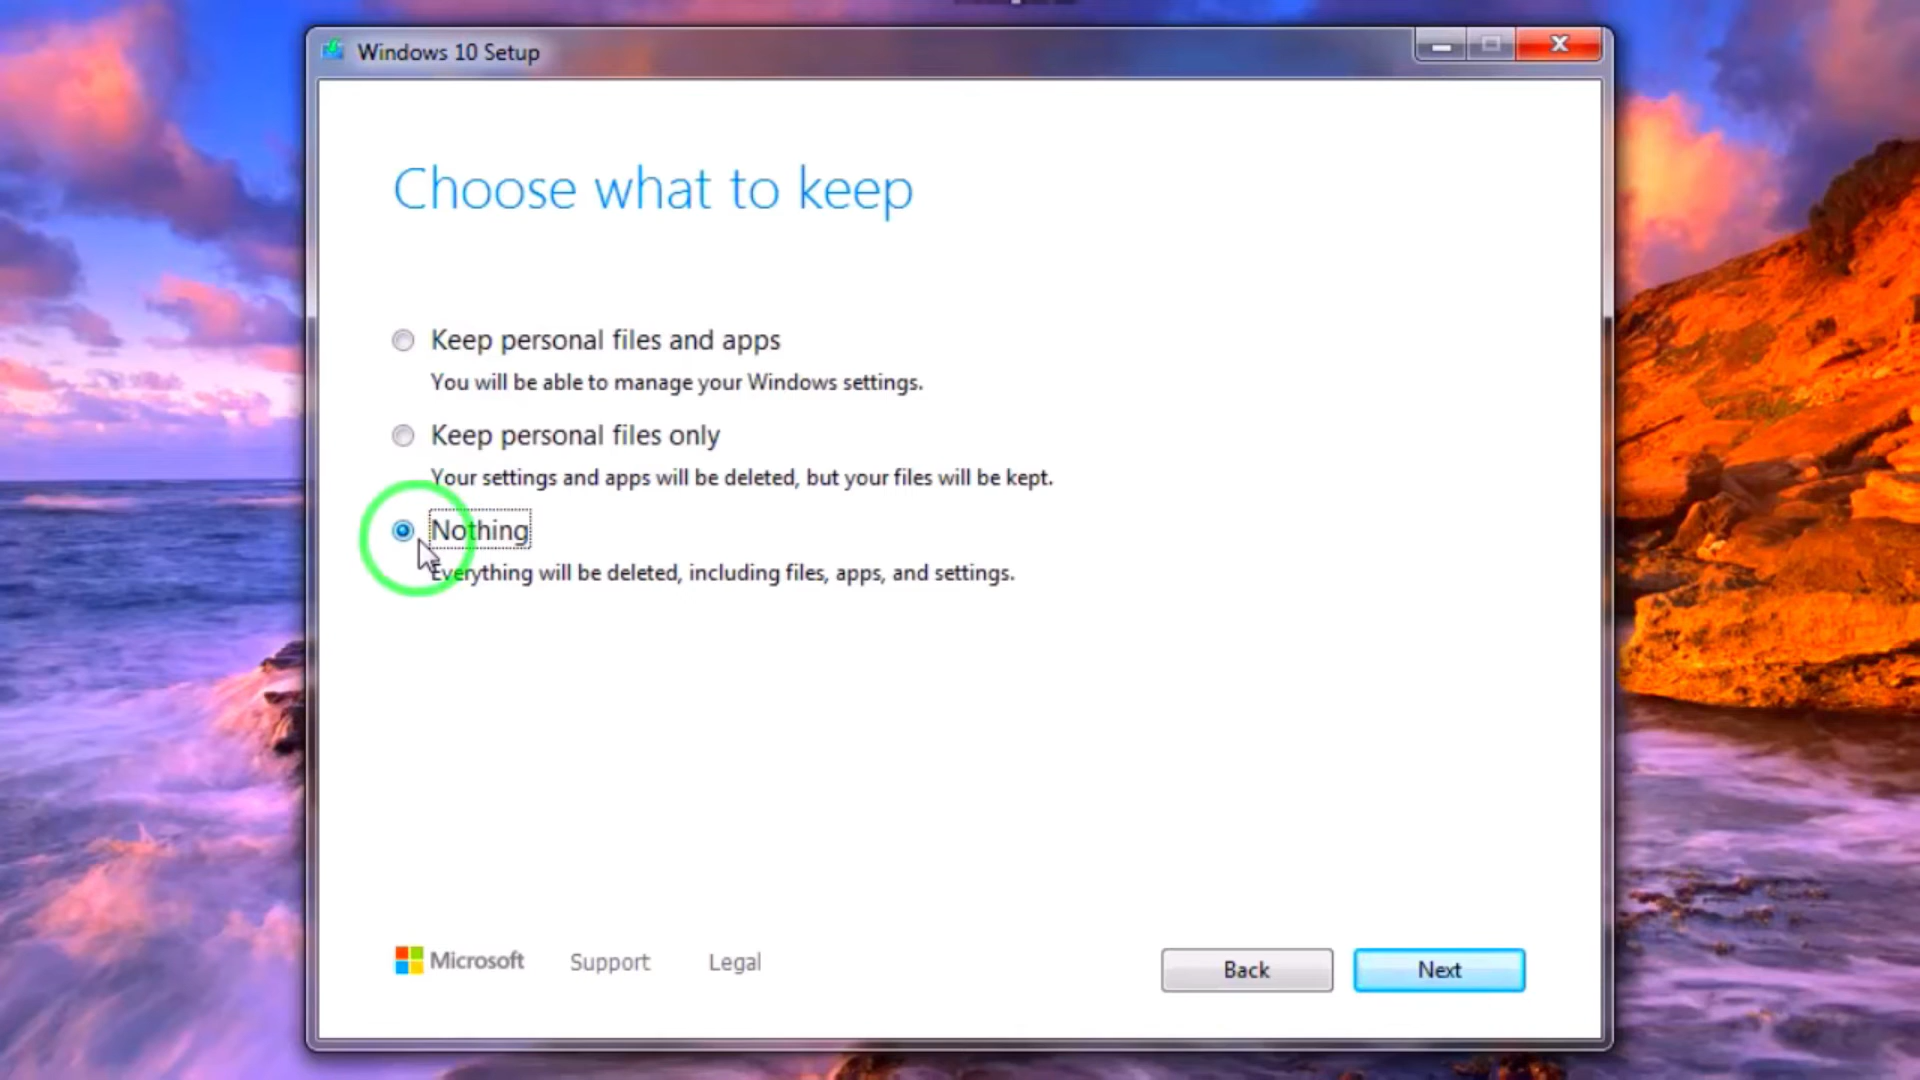 Windows 10 Setup
Choose what to keep
Keep personal files and apps
You will be able to manage your Windows settings.
Keep personal files only
Your settings and apps will be deleted, but your files will be kept.
Nothing
Everything will be deleted, including files, apps, and settings.
Microsoft Support Legal Back Next